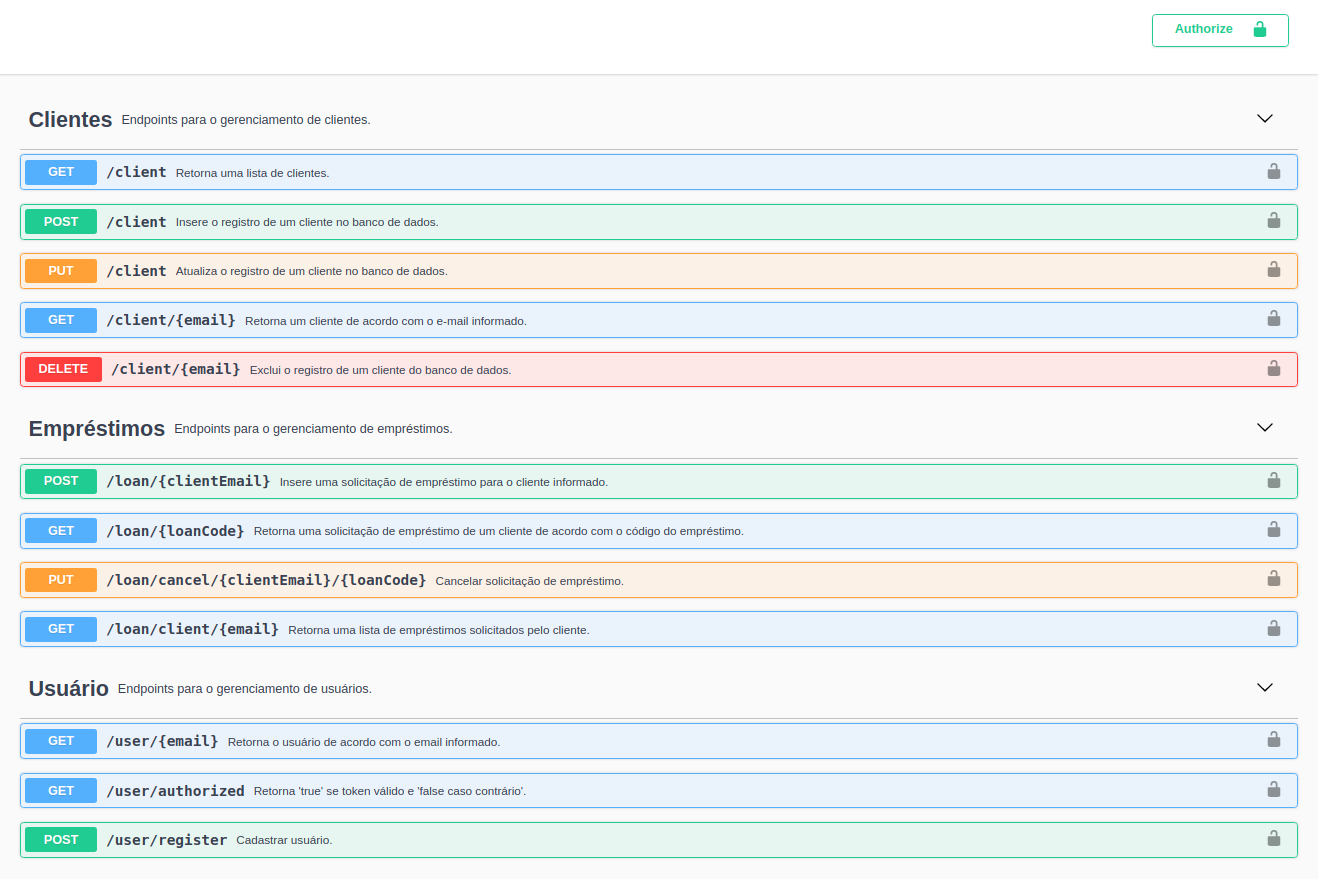 Authorize
Clientes Endpoints para o gerenciamento de clientes.
GET /client Retorna uma lista de clientes.
POST /client Insere o registro de um cliente no banco de dados.
PUT /client Atualiza o registro de um cliente no banco de dados.
GET /client/{email} Retorna um cliente de acordo com o e-mail informado.
DELETE /client/{email} Exclui o registro de um cliente do banco de dados.
Empréstimos Endpoints para o gerenciamento de empréstimos.
POST /loan/{clientEmail} Insere uma solicitação de empréstimo para o cliente informado.
GET /loan/{loanCode} Retorna uma solicitação de empréstimo de um cliente de acordo com o código do empréstimo.
PUT /loan/cancel/{clientEmail}/{loanCode} Cancelar solicitação de empréstimo.
GET /loan/client/{email} Retorna uma lista de empréstimos solicitados pelo cliente.
Usuário Endpoints para o gerenciamento de usuários.
GET /user/{email} Retorna o usuário de acordo com o email informado.
GET /user/authorized Retorna 'true' se token válido e 'false caso contrário'.
POST /user/register Cadastrar usuário.